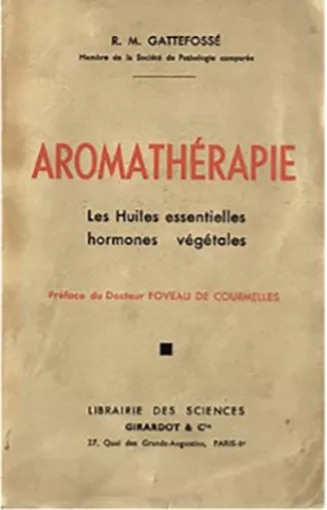 R. M. GATTEFOSSÉ
Membre de la Société de Pathologie comparée
AROMATHÉRAPIE
Les Huiles essentielles
hormones végétales
Préface du Docteur FOVEAU DE COURMELLES
LIBRAIRIE DES SCIENCES
GIRARDOT & Cie
27, Quai des Grands-Augustins, PARIS-6e